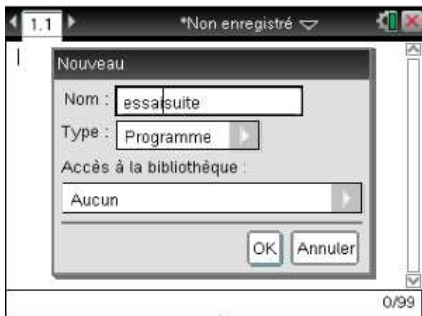 1.1 *Non enregistré
Nouveau
Nom : essaisuite
Type : Programme
Accès à la bibliothèque :
Aucun
OK Annuler
0/99